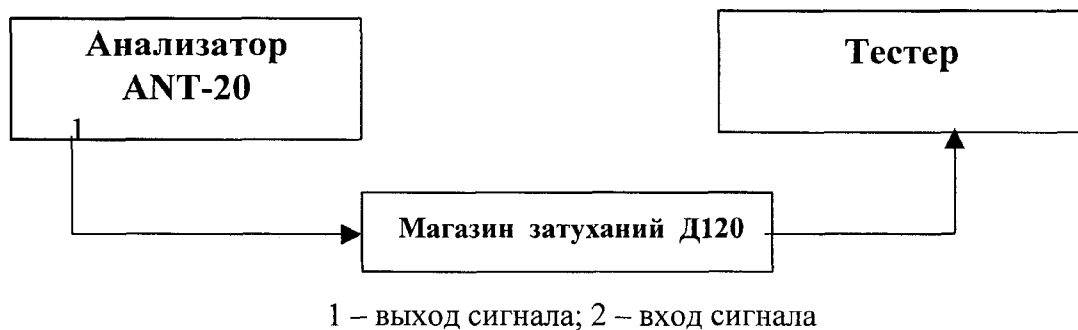 Анализатор
ANT-20
1
Тестер
Магазин затуханий Д120
1 – выход сигнала; 2 – вход сигнала